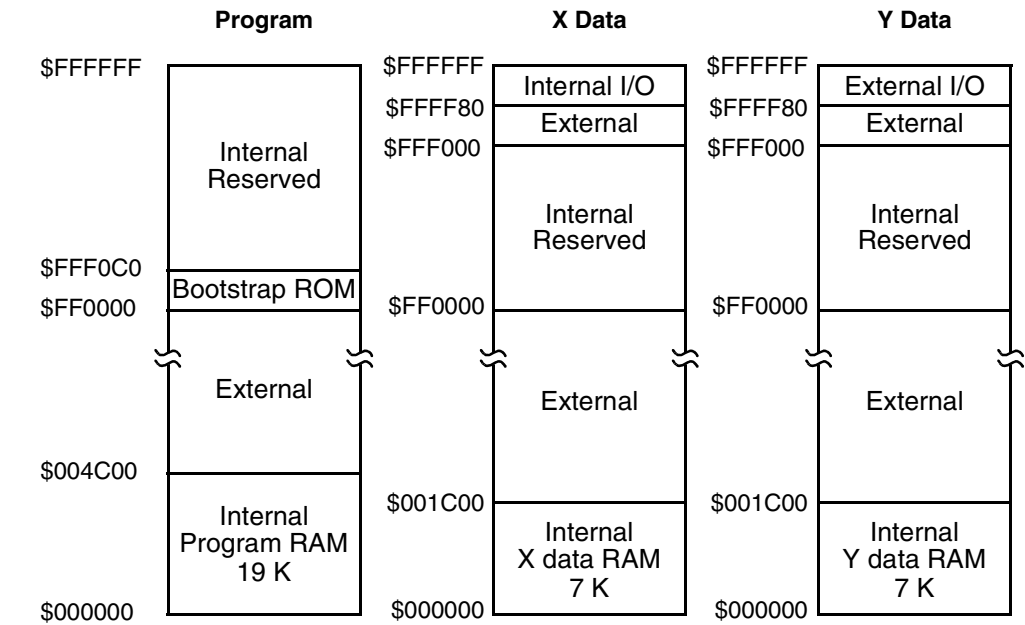 Program
X Data
Y Data
$FFFFFF
Internal
Reserved
$FFF0C0
Bootstrap ROM
$FF0000
External
$004C00
Internal
Program RAM
19 K
$000000
$FFFFFF
Internal I/O
$FFFF80
External
$FFF000
Internal
Reserved
$FF0000
External
$001C00
Internal
X data RAM
7 K
$000000
$FFFFFF
External I/O
$FFFF80
External
$FFF000
Internal
Reserved
$FF0000
External
$001C00
Internal
Y data RAM
7 K
$000000